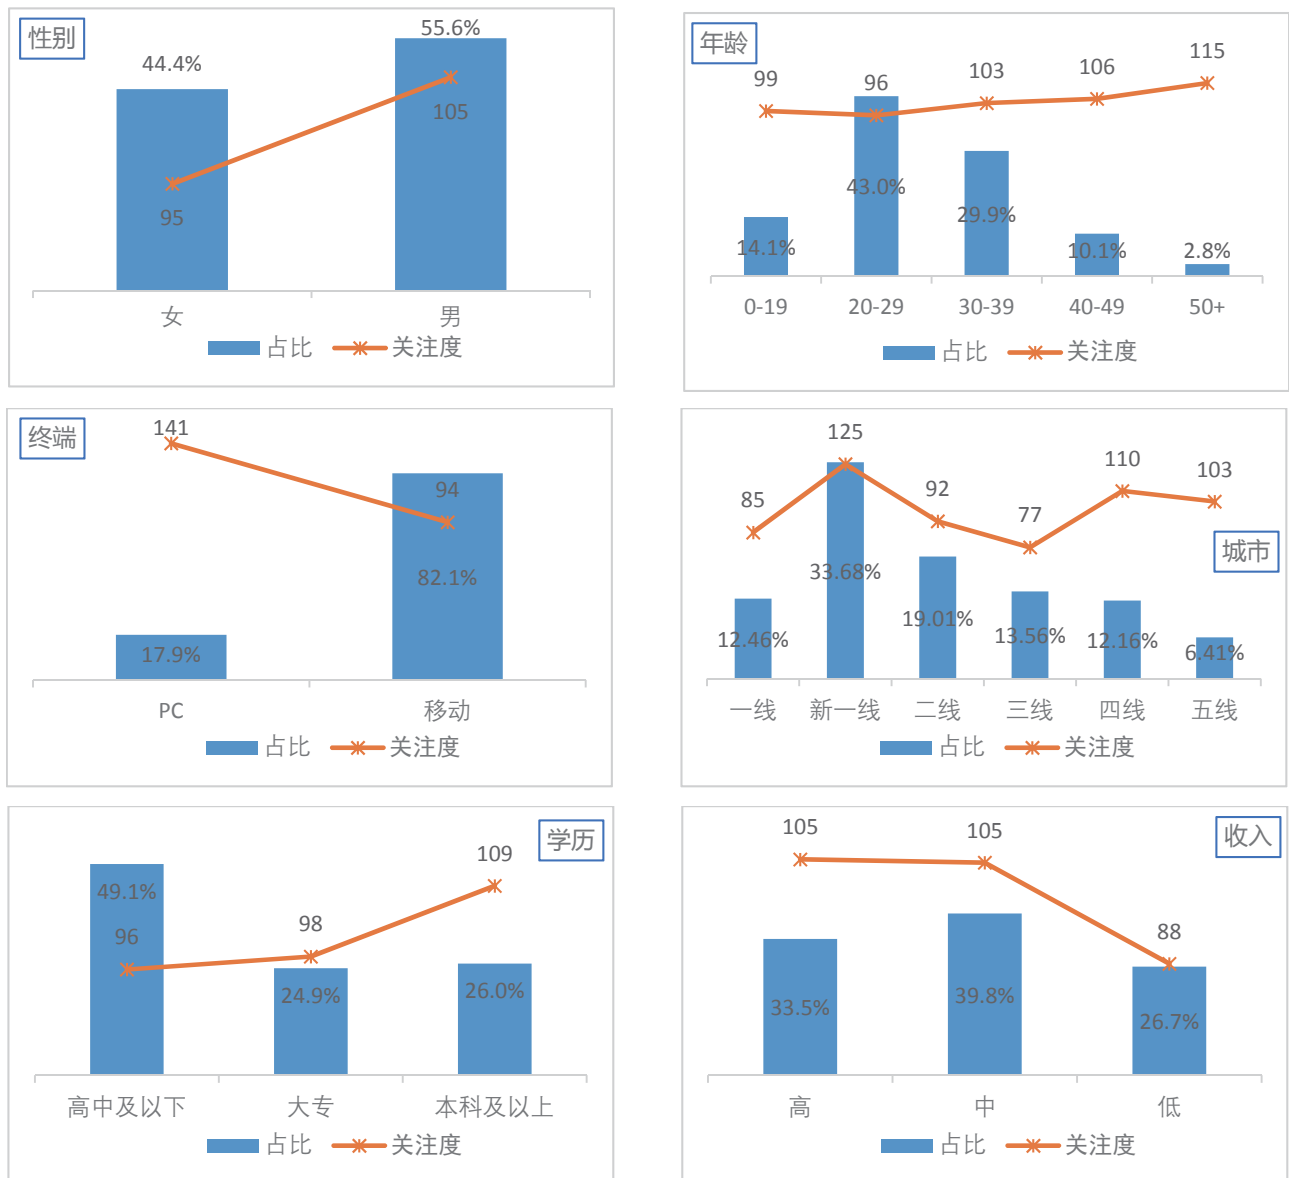 性别
44.4%
55.6%
95
105
女 男
占比 关注度
年龄
99 96 103 106 115
14.1% 43.0% 29.9% 10.1% 2.8%
0-19 20-29 30-39 40-49 50+
占比 关注度
终端
141
94
17.9%
82.1%
PC 移动
占比 关注度
城市
85 125 92 77 110 103
12.46% 33.68% 19.01% 13.56% 12.16% 6.41%
一线 新一线 二线 三线 四线 五线
占比 关注度
学历
96 98 109
49.1% 24.9% 26.0%
高中及以下 大专 本科及以上
占比 关注度
收入
105 105 88
33.5% 39.8% 26.7%
高 中 低
占比 关注度